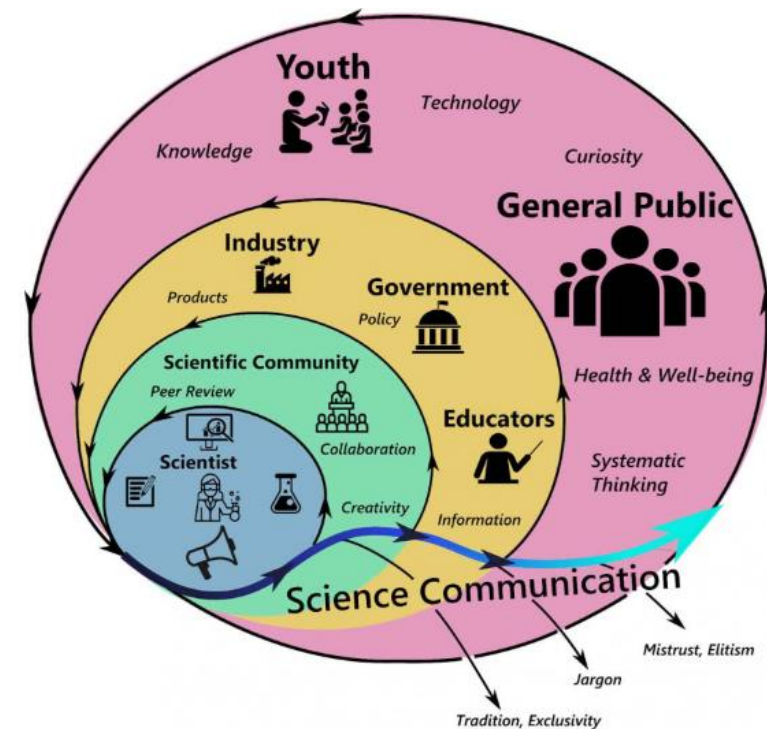 Youth
Technology
Knowledge
Curiosity
General Public
Industry
Government
Products
Policy
Scientific Community
Health & Well-being
Peer Review
Educators
Collaboration
Scientist
Systematic
Thinking
Creativity
Information
Science Communication
Mistrust, Elitism
Jargon
Tradition, Exclusivity